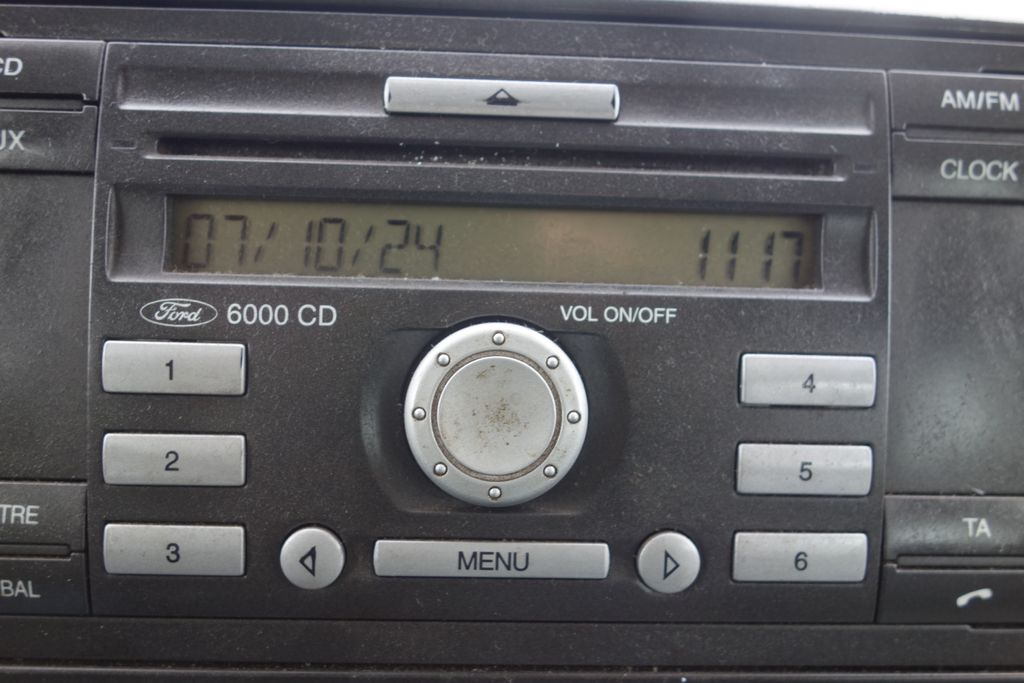 CD
AM/FM
UX
CLOCK
07/10/24 1117
Ford 6000 CD
VOL ON/OFF
1
4
2
5
TRE
TA
3
MENU
6
BAL